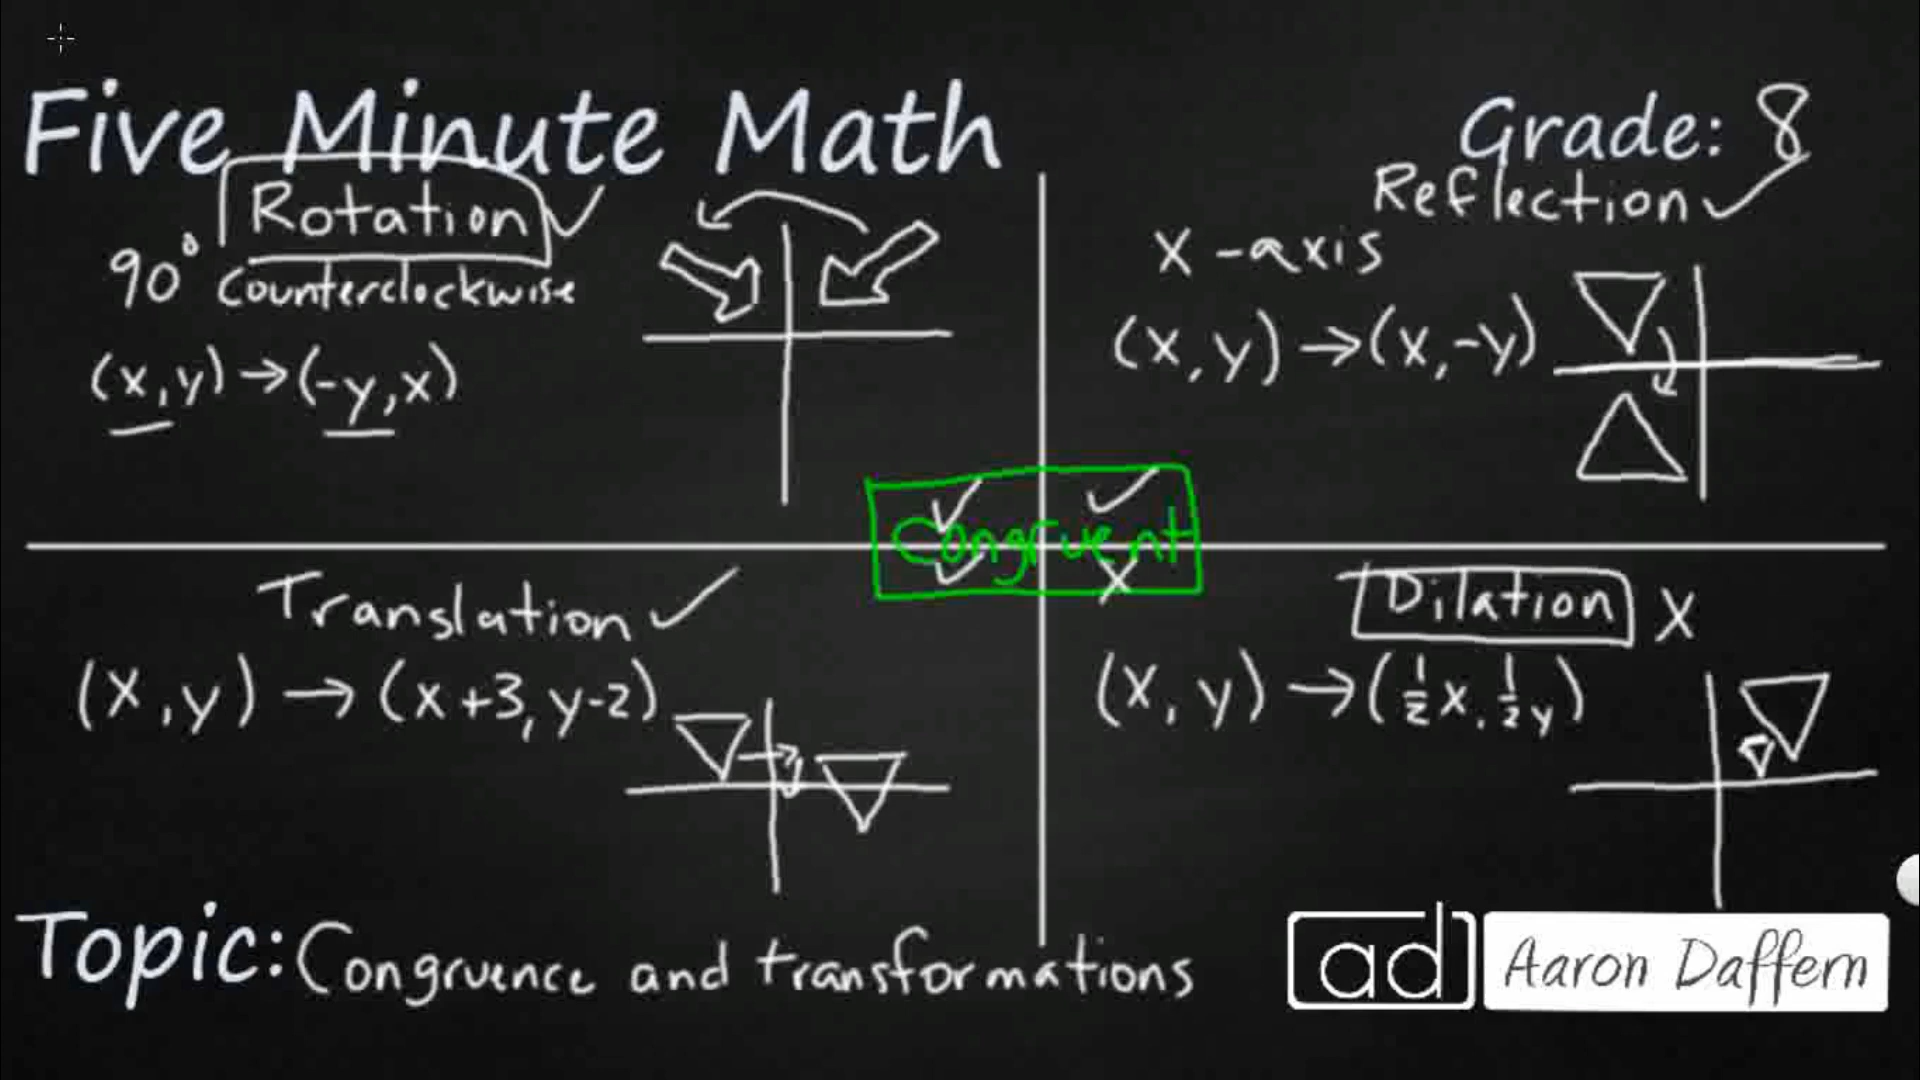 Five Minute Math
Grade: 8
Rotation
90° Counterclockwise
(x,y)→(-y,x)
Reflection
x-axis
(x,y)→(x,-y)
Congruent
Translation
(x,y)→(x+3,y-2)
Dilation X
(x,y)→(½x,½y)
Topic: Congruence and transformations
ad Aaron Daffern